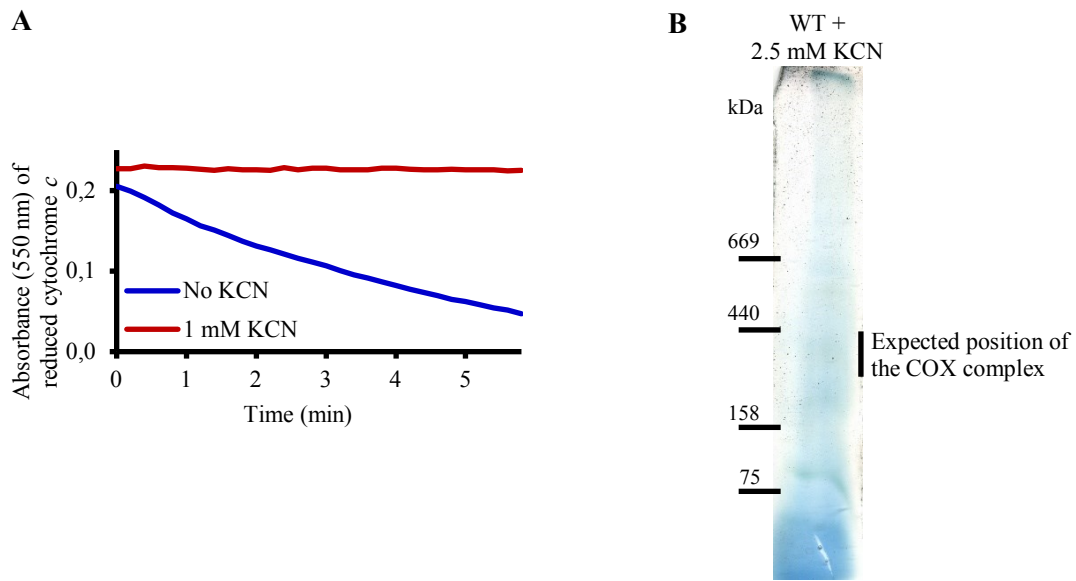 A
Absorbance (550 nm) of
reduced cytochrome c
0,2
0,1
0,0
No KCN
1 mM KCN
0
1
2
3
4
5
Time (min)
B
WT +
2.5 mM KCN
kDa
669
440
158
75
Expected position of
the COX complex